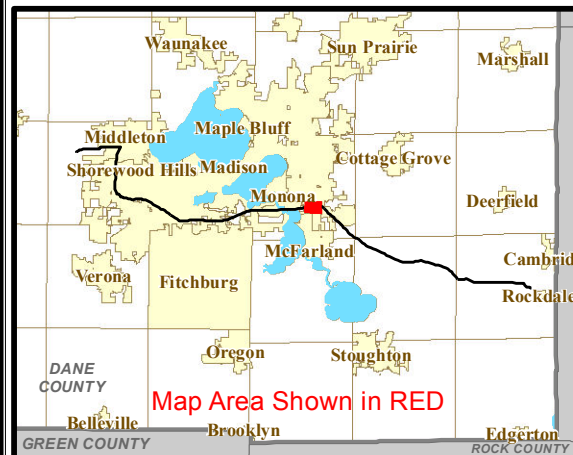 Waunakee
Sun Prairie
Marshall
Middleton
Maple Bluff
Shorewood Hills
Madison
Cottage Grove
Monona
Deerfield
McFarland
Cambrid
Verona
Fitchburg
Rockdale
Oregon
Stoughton
DANE
COUNTY
Map Area Shown in RED
Belleville
Brooklyn
Edgerton
GREEN COUNTY
ROCK COUNTY